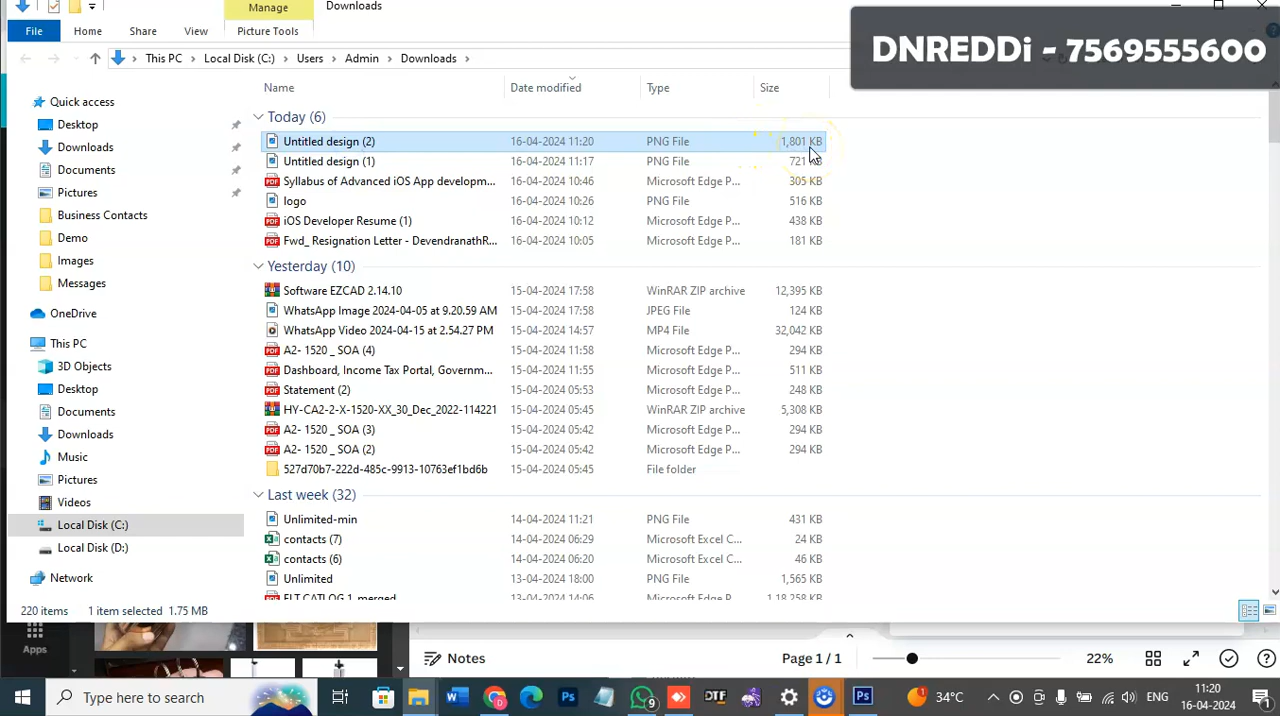 Manage
Downloads
DNREDDi - 7569555600
File
Home
Share
View
Picture Tools
This PC
Local Disk (C:)
Users
Admin
Downloads
Name
Date modified
Type
Size
Quick access
Desktop
Downloads
Documents
Pictures
Business Contacts
Demo
Images
Messages
OneDrive
This PC
3D Objects
Desktop
Documents
Downloads
Music
Pictures
Videos
Local Disk (C:)
Local Disk (D:)
Network
Today (6)
Untitled design (2) 16-04-2024 11:20 PNG File 1,801 KB
Untitled design (1) 16-04-2024 11:17 PNG File 721 KB
Syllabus of Advanced iOS App developm... 16-04-2024 10:46 Microsoft Edge P... 305 KB
logo 16-04-2024 10:26 PNG File 516 KB
iOS Developer Resume (1) 16-04-2024 10:12 Microsoft Edge P... 438 KB
Fwd_ Resignation Letter - DevendranathR... 16-04-2024 10:05 Microsoft Edge P... 181 KB
Yesterday (10)
Software EZCAD 2.14.10 15-04-2024 17:58 WinRAR ZIP archive 12,395 KB
WhatsApp Image 2024-04-05 at 9.20.59 AM 15-04-2024 17:58 JPEG File 124 KB
WhatsApp Video 2024-04-15 at 2.54.27 PM 15-04-2024 14:57 MP4 File 32,042 KB
A2- 1520 _ SOA (4) 15-04-2024 11:58 Microsoft Edge P... 294 KB
Dashboard, Income Tax Portal, Governm... 15-04-2024 11:55 Microsoft Edge P... 511 KB
Statement (2) 15-04-2024 05:53 Microsoft Edge P... 248 KB
HY-CA2-2-X-1520-XX_30_Dec_2022-114221 15-04-2024 05:45 WinRAR ZIP archive 5,308 KB
A2- 1520 _ SOA (3) 15-04-2024 05:42 Microsoft Edge P... 294 KB
A2- 1520 _ SOA (2) 15-04-2024 05:42 Microsoft Edge P... 294 KB
527d70b7-222d-485c-9913-10763ef1bd6b 15-04-2024 05:45 File folder
Last week (32)
Unlimited-min 14-04-2024 11:21 PNG File 431 KB
contacts (7) 14-04-2024 06:29 Microsoft Excel C... 24 KB
contacts (6) 14-04-2024 06:20 Microsoft Excel C... 46 KB
Unlimited 13-04-2024 18:00 PNG File 1,565 KB
FLT CATLOG 1_merged 13-04-2024 14:06 Microsoft Edge P... 1,18,258 KB
220 items 1 item selected 1.75 MB
Apps
Notes
Page 1 / 1
22%
Type here to search
9
DTF
34°C
ENG
11:20
16-04-2024
1